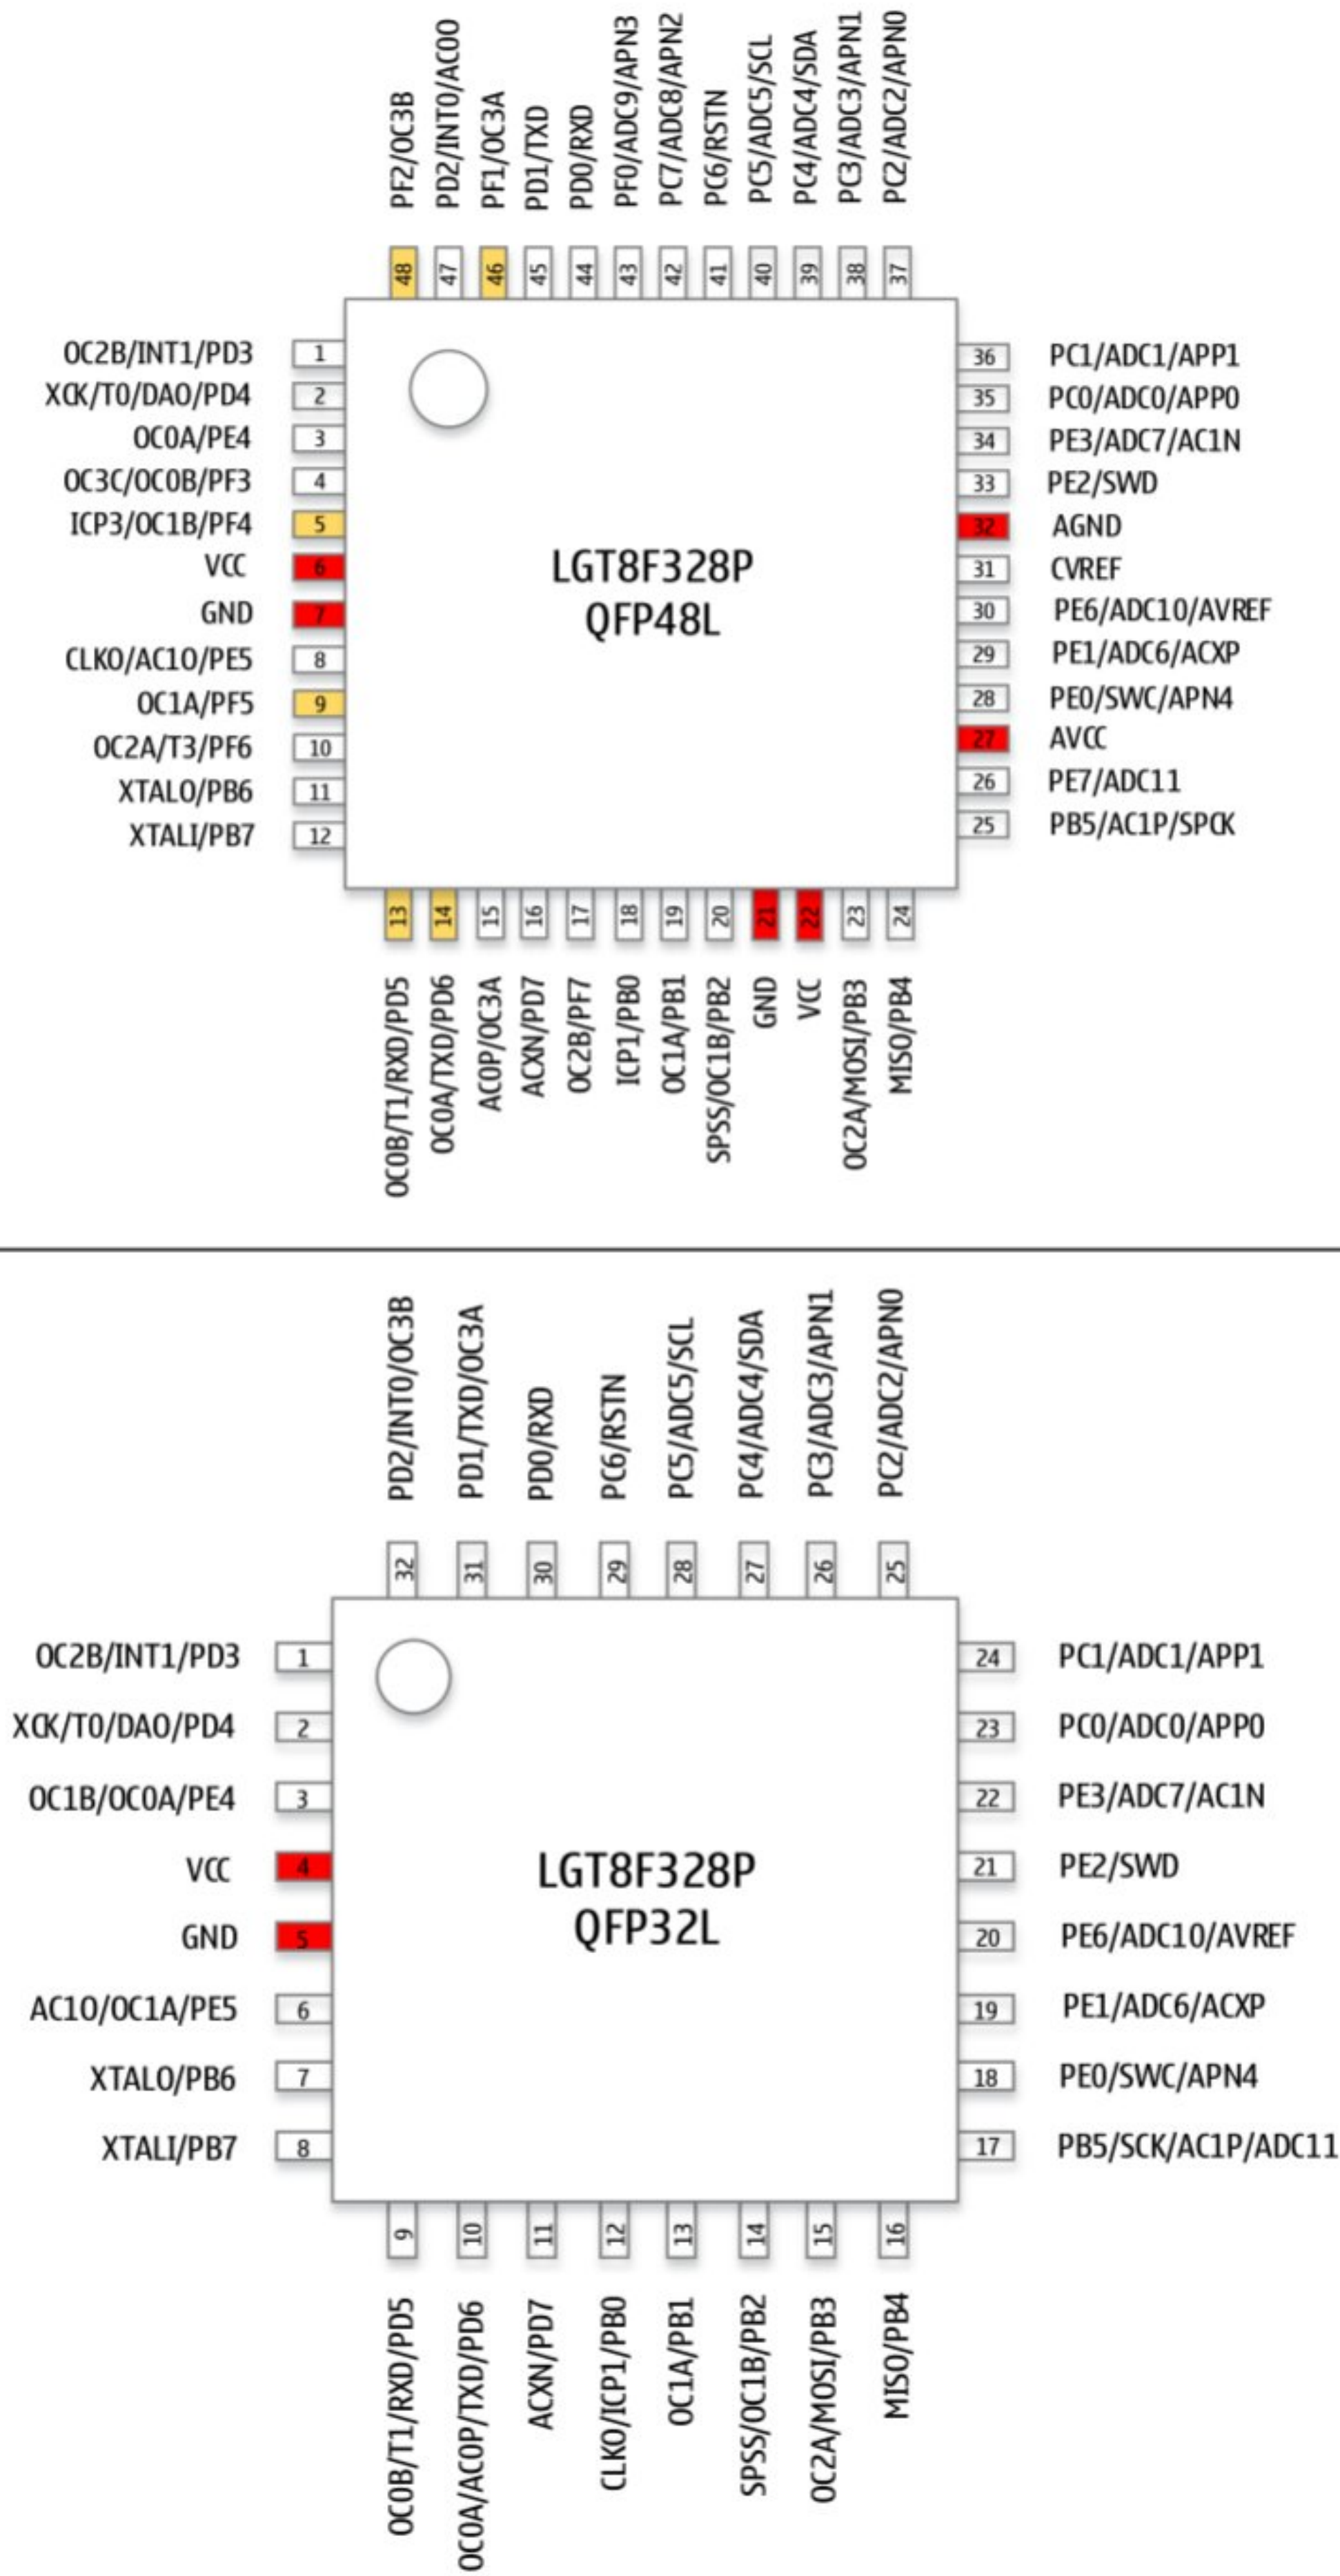 PF2/OC3B
PD2/INT0/AC0O
PF1/OC3A
PD1/TXD
PD0/RXD
PF0/ADC9/APN3
PC7/ADC8/APN2
PC6/RSTN
PC5/ADC5/SCL
PC4/ADC4/SDA
PC3/ADC3/APN1
PC2/ADC2/APN0
48 47 46 45 44 43 42 41 40 39 38 37
OC2B/INT1/PD3 1
XCK/T0/DAO/PD4 2
OC0A/PE4 3
OC3C/OC0B/PF3 4
ICP3/OC1B/PF4 5
VCC 6
GND 7
CLKO/AC1O/PE5 8
OC1A/PF5 9
OC2A/T3/PF6 10
XTALO/PB6 11
XTALI/PB7 12
LGT8F328P
QFP48L
36 PC1/ADC1/APP1
35 PC0/ADC0/APP0
34 PE3/ADC7/AC1N
33 PE2/SWD
32 AGND
31 CVREF
30 PE6/ADC10/AVREF
29 PE1/ADC6/ACXP
28 PE0/SWC/APN4
27 AVCC
26 PE7/ADC11
25 PB5/AC1P/SPCK
13 14 15 16 17 18 19 20 21 22 23 24
OC0B/T1/RXD/PD5
OC0A/TXD/PD6
AC0P/OC3A
ACXN/PD7
OC2B/PF7
ICP1/PB0
OC1A/PB1
SPSS/OC1B/PB2
GND
VCC
OC2A/MOSI/PB3
MISO/PB4
PD2/INT0/OC3B
PD1/TXD/OC3A
PD0/RXD
PC6/RSTN
PC5/ADC5/SCL
PC4/ADC4/SDA
PC3/ADC3/APN1
PC2/ADC2/APN0
32 31 30 29 28 27 26 25
OC2B/INT1/PD3 1
XCK/T0/DAO/PD4 2
OC1B/OC0A/PE4 3
VCC 4
GND 5
AC1O/OC1A/PE5 6
XTALO/PB6 7
XTALI/PB7 8
LGT8F328P
QFP32L
24 PC1/ADC1/APP1
23 PC0/ADC0/APP0
22 PE3/ADC7/AC1N
21 PE2/SWD
20 PE6/ADC10/AVREF
19 PE1/ADC6/ACXP
18 PE0/SWC/APN4
17 PB5/SCK/AC1P/ADC11
9 10 11 12 13 14 15 16
OC0B/T1/RXD/PD5
OC0A/AC0P/TXD/PD6
ACXN/PD7
CLKO/ICP1/PB0
OC1A/PB1
SPSS/OC1B/PB2
OC2A/MOSI/PB3
MISO/PB4